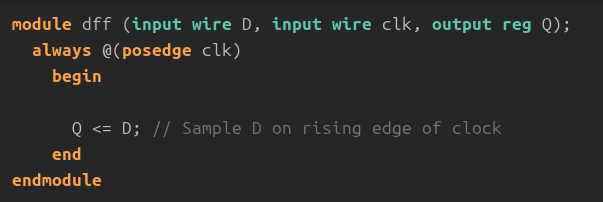 module dff (input wire D, input wire clk, output reg Q);
  always @(posedge clk)
    begin

      Q <= D; // Sample D on rising edge of clock
    end
endmodule